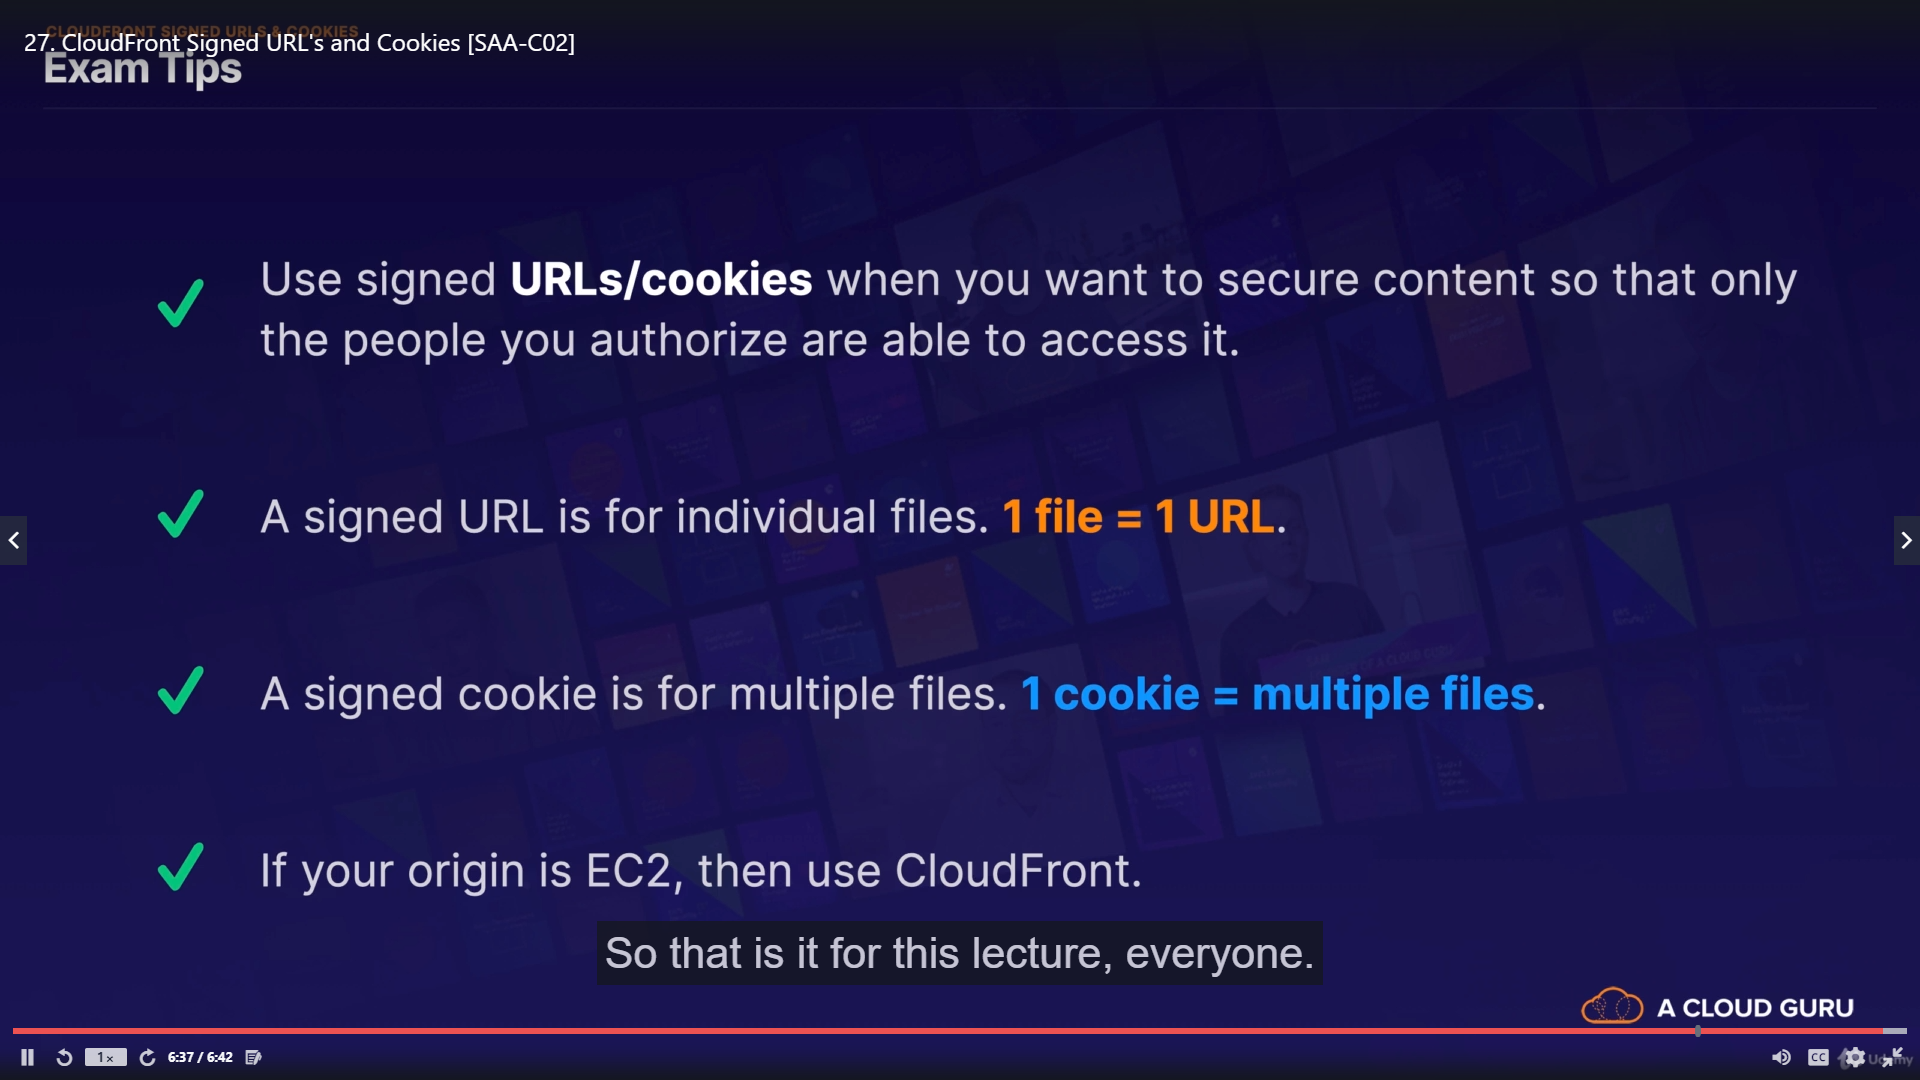 CLOUDFRONT SIGNED URLS & COOKIES
27. CloudFront Signed URL's and Cookies [SAA-C02]
Exam Tips
Use signed URLs/cookies when you want to secure content so that only
the people you authorize are able to access it.
A signed URL is for individual files. 1 file = 1 URL.
A signed cookie is for multiple files. 1 cookie = multiple files.
If your origin is EC2, then use CloudFront.
So that is it for this lecture, everyone.
A CLOUD GURU
1x
6:37 / 6:42
CC
Udemy